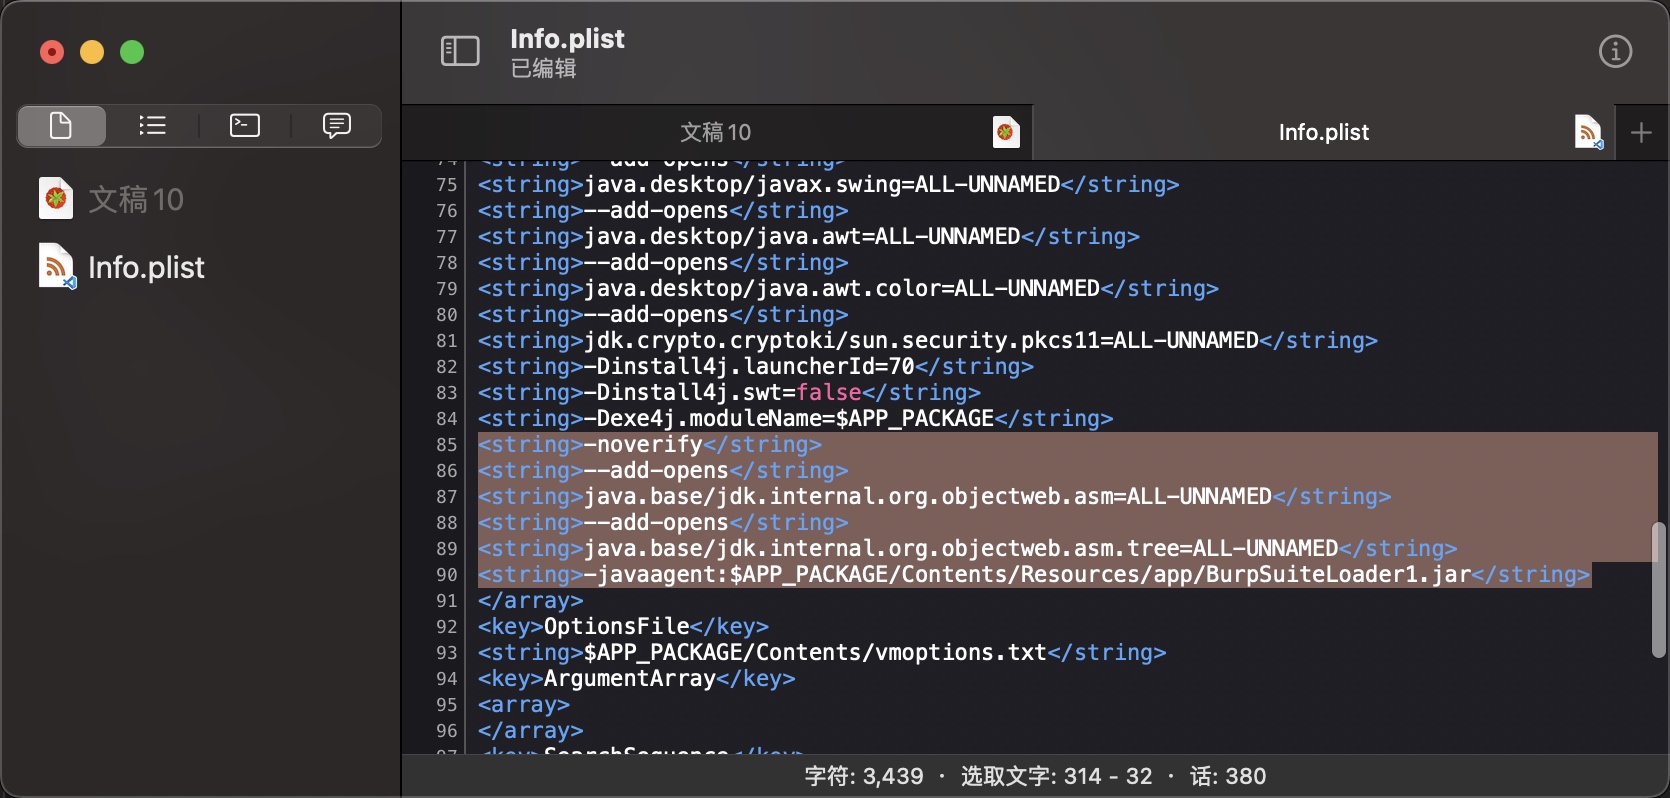 Info.plist
已编辑
文稿 10
Info.plist
文稿 10
Info.plist
74 <string>--add-opens</string>
75 <string>java.desktop/javax.swing=ALL-UNNAMED</string>
76 <string>--add-opens</string>
77 <string>java.desktop/java.awt=ALL-UNNAMED</string>
78 <string>--add-opens</string>
79 <string>java.desktop/java.awt.color=ALL-UNNAMED</string>
80 <string>--add-opens</string>
81 <string>jdk.crypto.cryptoki/sun.security.pkcs11=ALL-UNNAMED</string>
82 <string>-Dinstall4j.launcherId=70</string>
83 <string>-Dinstall4j.swt=false</string>
84 <string>-Dexe4j.moduleName=$APP_PACKAGE</string>
85 <string>-noverify</string>
86 <string>--add-opens</string>
87 <string>java.base/jdk.internal.org.objectweb.asm=ALL-UNNAMED</string>
88 <string>--add-opens</string>
89 <string>java.base/jdk.internal.org.objectweb.asm.tree=ALL-UNNAMED</string>
90 <string>-javaagent:$APP_PACKAGE/Contents/Resources/app/BurpSuiteLoader1.jar</string>
91 </array>
92 <key>OptionsFile</key>
93 <string>$APP_PACKAGE/Contents/vmoptions.txt</string>
94 <key>ArgumentArray</key>
95 <array>
96 </array>
97 <key>SearchSequence</key>
字符: 3,439 · 选取文字: 314 - 32 · 话: 380